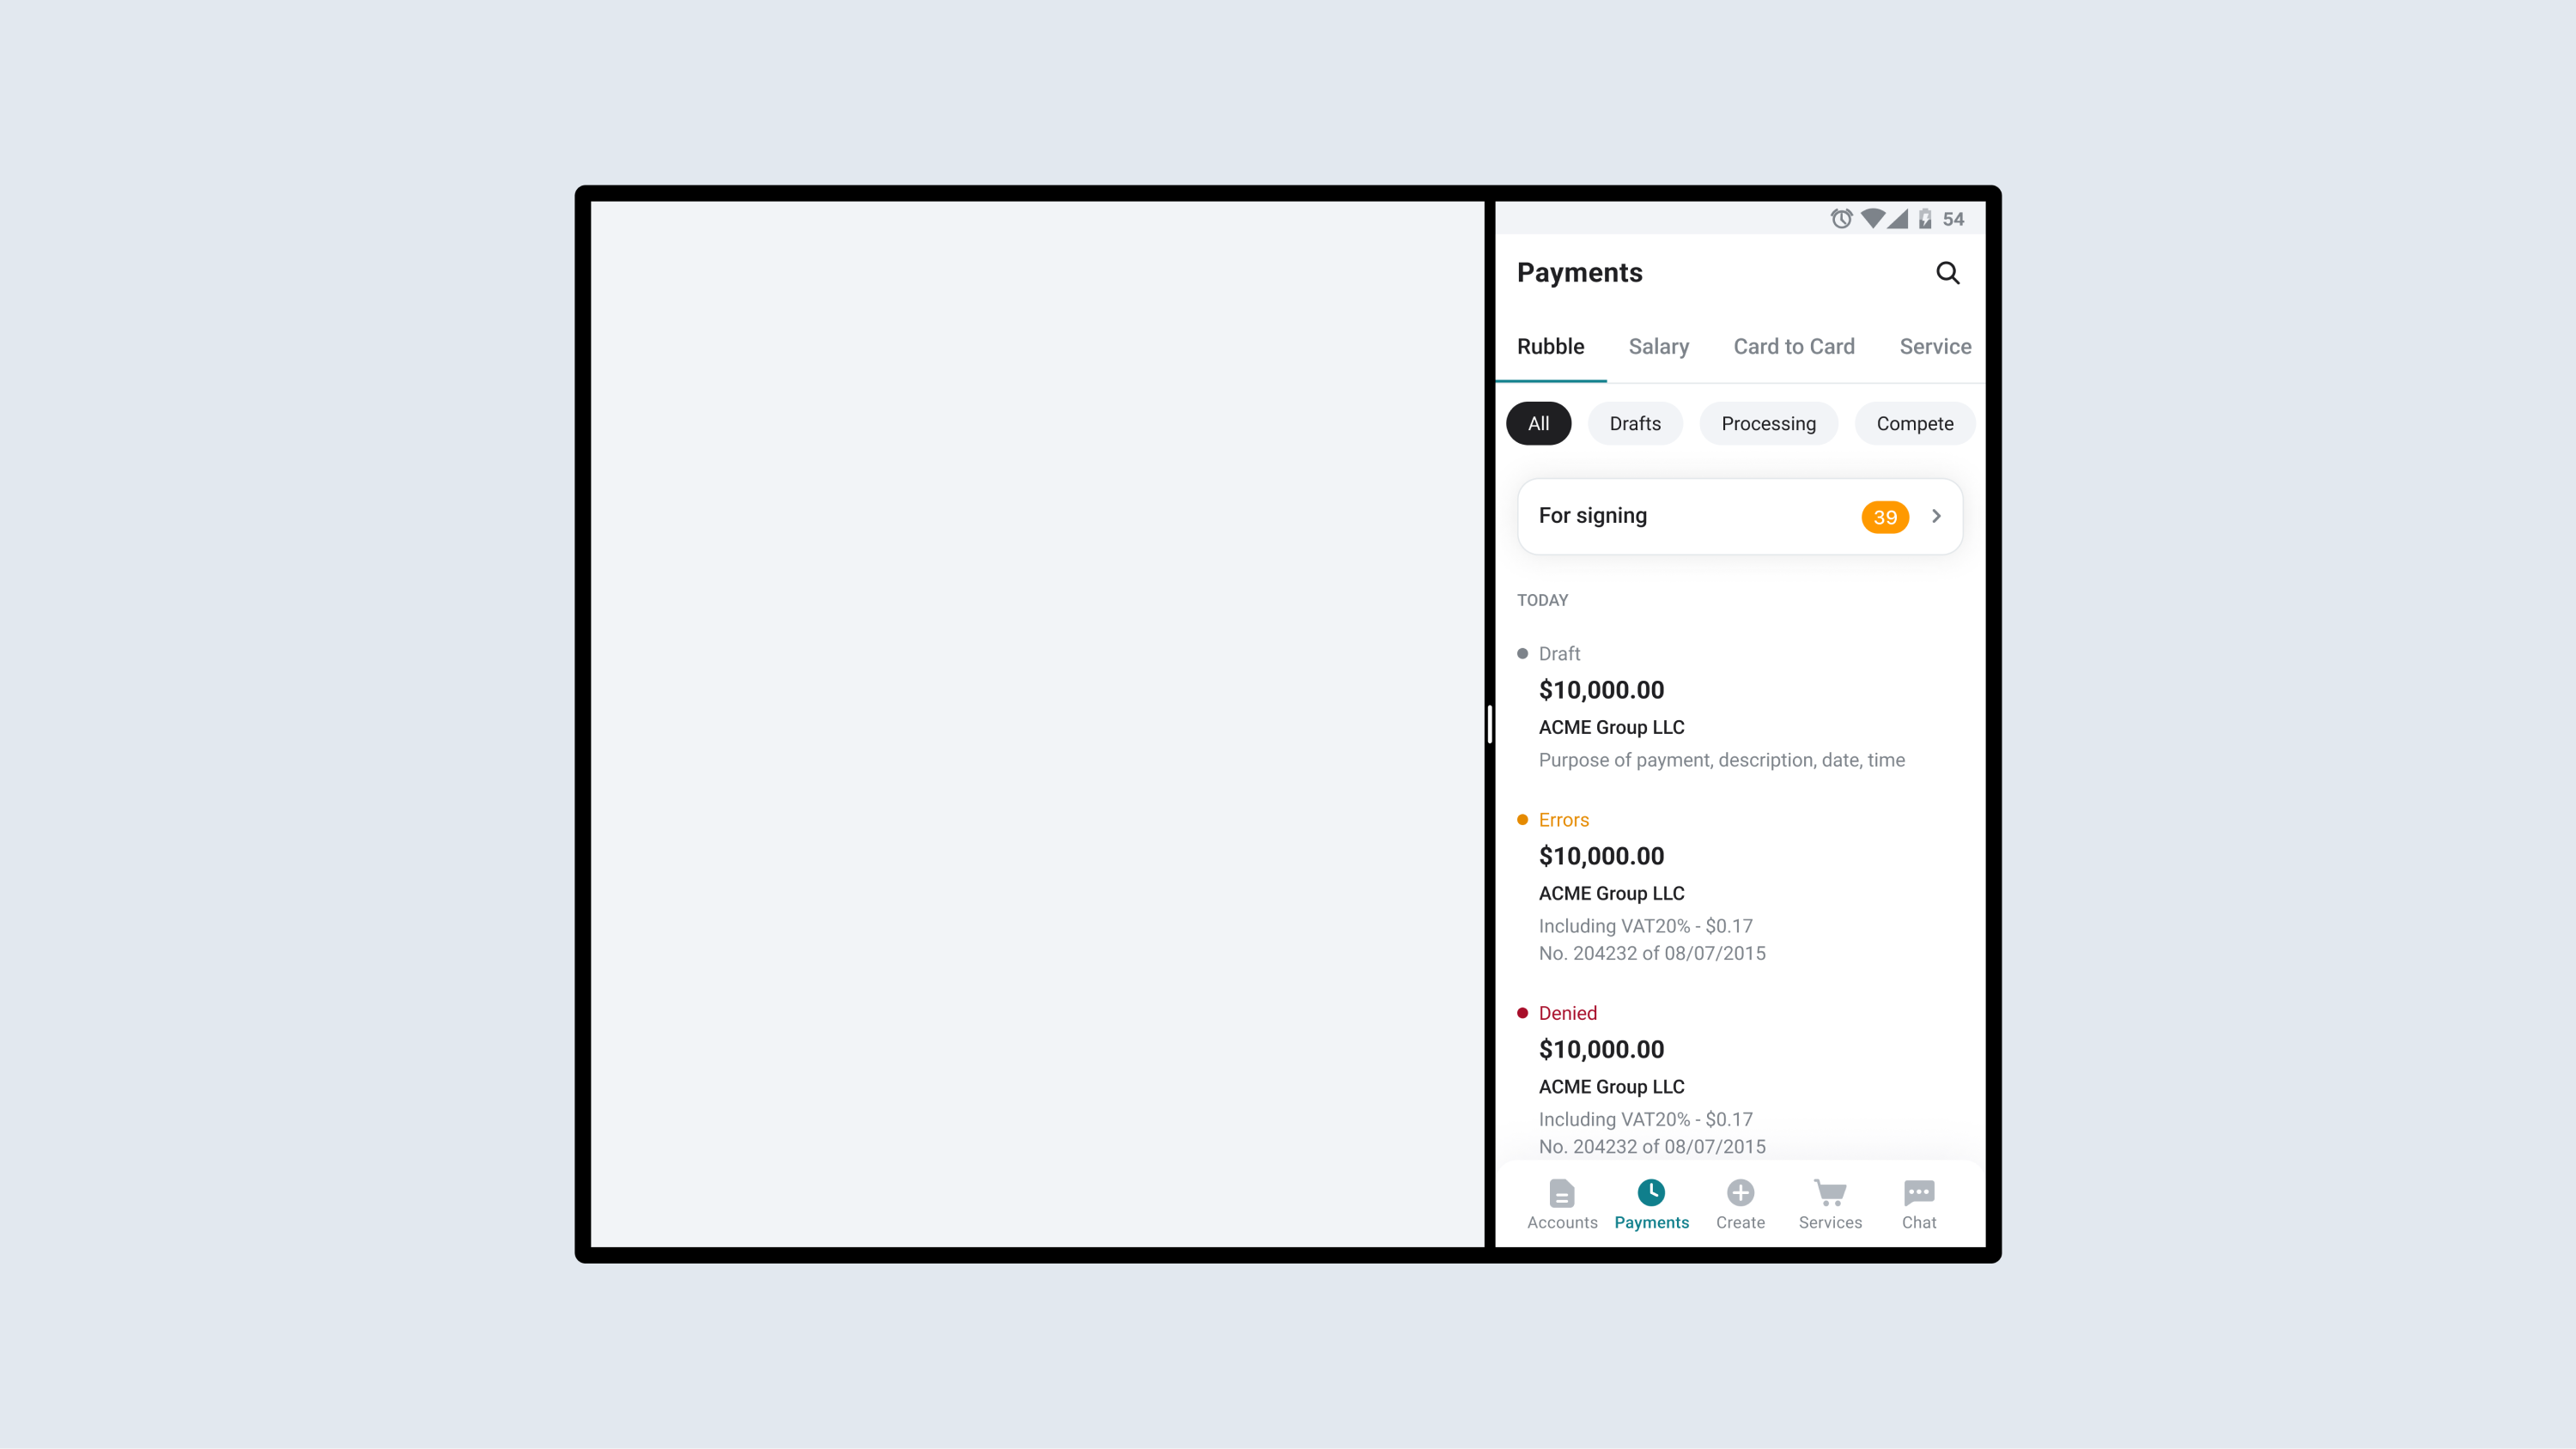 54
Payments
Rubble Salary Card to Card Service
All Drafts Processing Compete
For signing 39
TODAY
Draft
$10,000.00
ACME Group LLC
Purpose of payment, description, date, time
Errors
$10,000.00
ACME Group LLC
Including VAT20% - $0.17
No. 204232 of 08/07/2015
Denied
$10,000.00
ACME Group LLC
Including VAT20% - $0.17
No. 204232 of 08/07/2015
Accounts Payments Create Services Chat